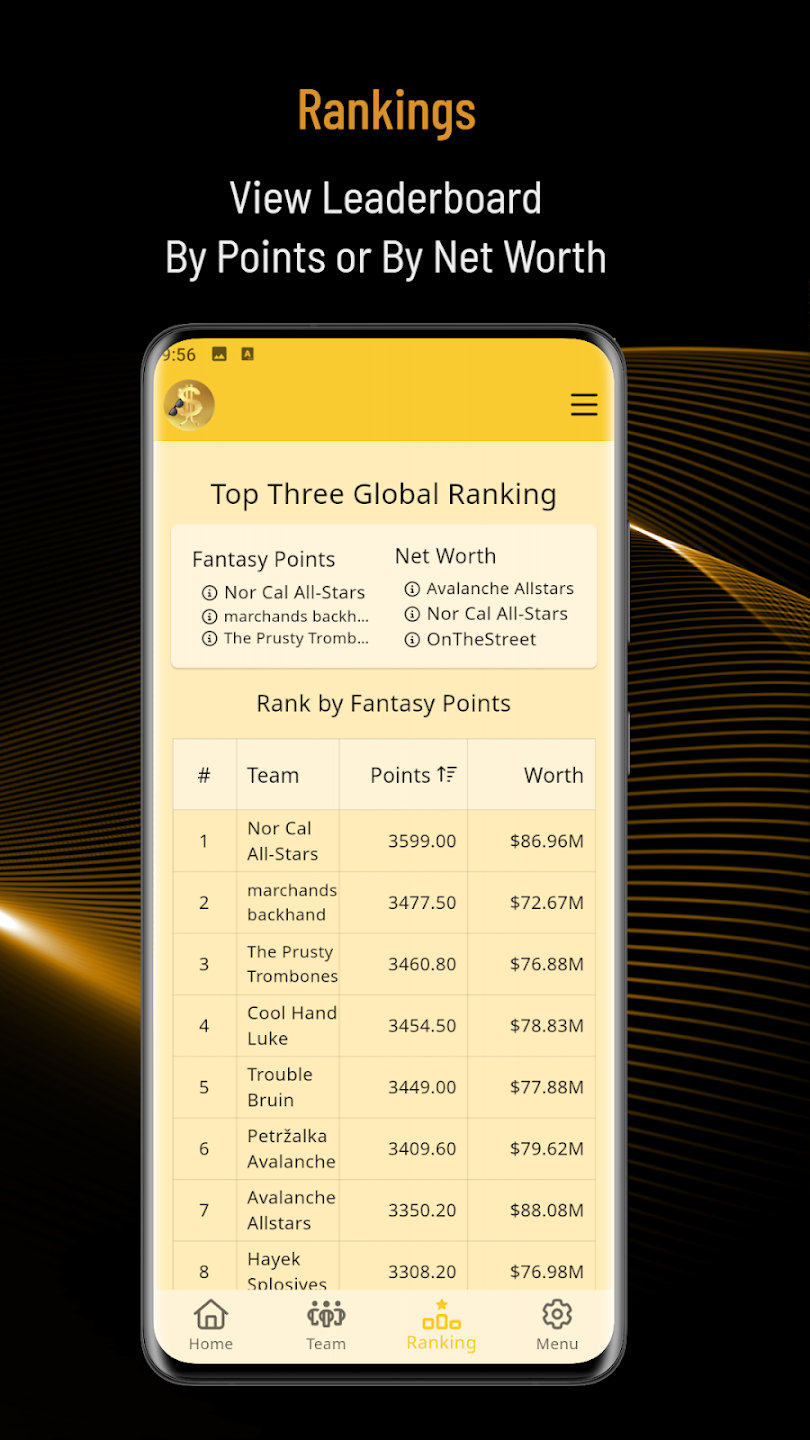 Rankings
View Leaderboard
By Points or By Net Worth
9:56
Top Three Global Ranking
Fantasy Points
Nor Cal All-Stars
marchands backh...
The Prusty Tromb...
Net Worth
Avalanche Allstars
Nor Cal All-Stars
OnTheStreet
Rank by Fantasy Points
# Team Points Worth
1 Nor Cal All-Stars 3599.00 $86.96M
2 marchands backhand 3477.50 $72.67M
3 The Prusty Trombones 3460.80 $76.88M
4 Cool Hand Luke 3454.50 $78.83M
5 Trouble Bruin 3449.00 $77.88M
6 Petržalka Avalanche 3409.60 $79.62M
7 Avalanche Allstars 3350.20 $88.08M
8 Hayek Splosives 3308.20 $76.98M
Home Team Ranking Menu